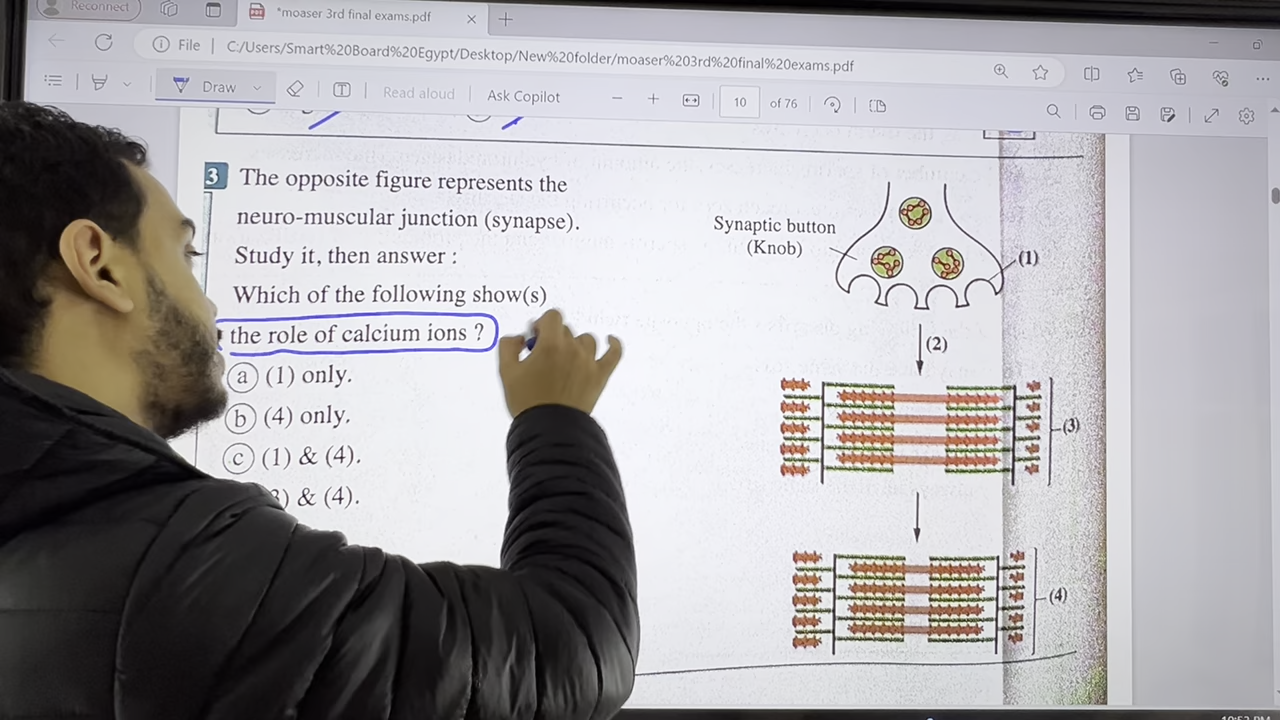 Reconnect
*moaser 3rd final exams.pdf
File | C:/Users/Smart%20Board%20Egypt/Desktop/New%20folder/moaser%203rd%20final%20exams.pdf
Draw
Read aloud
Ask Copilot
10 of 76
3 The opposite figure represents the
neuro-muscular junction (synapse).
Study it, then answer :
Which of the following show(s)
the role of calcium ions ?
a (1) only.
b (4) only.
c (1) & (4).
) & (4).
Synaptic button
(Knob)
(1)
(2)
(3)
(4)